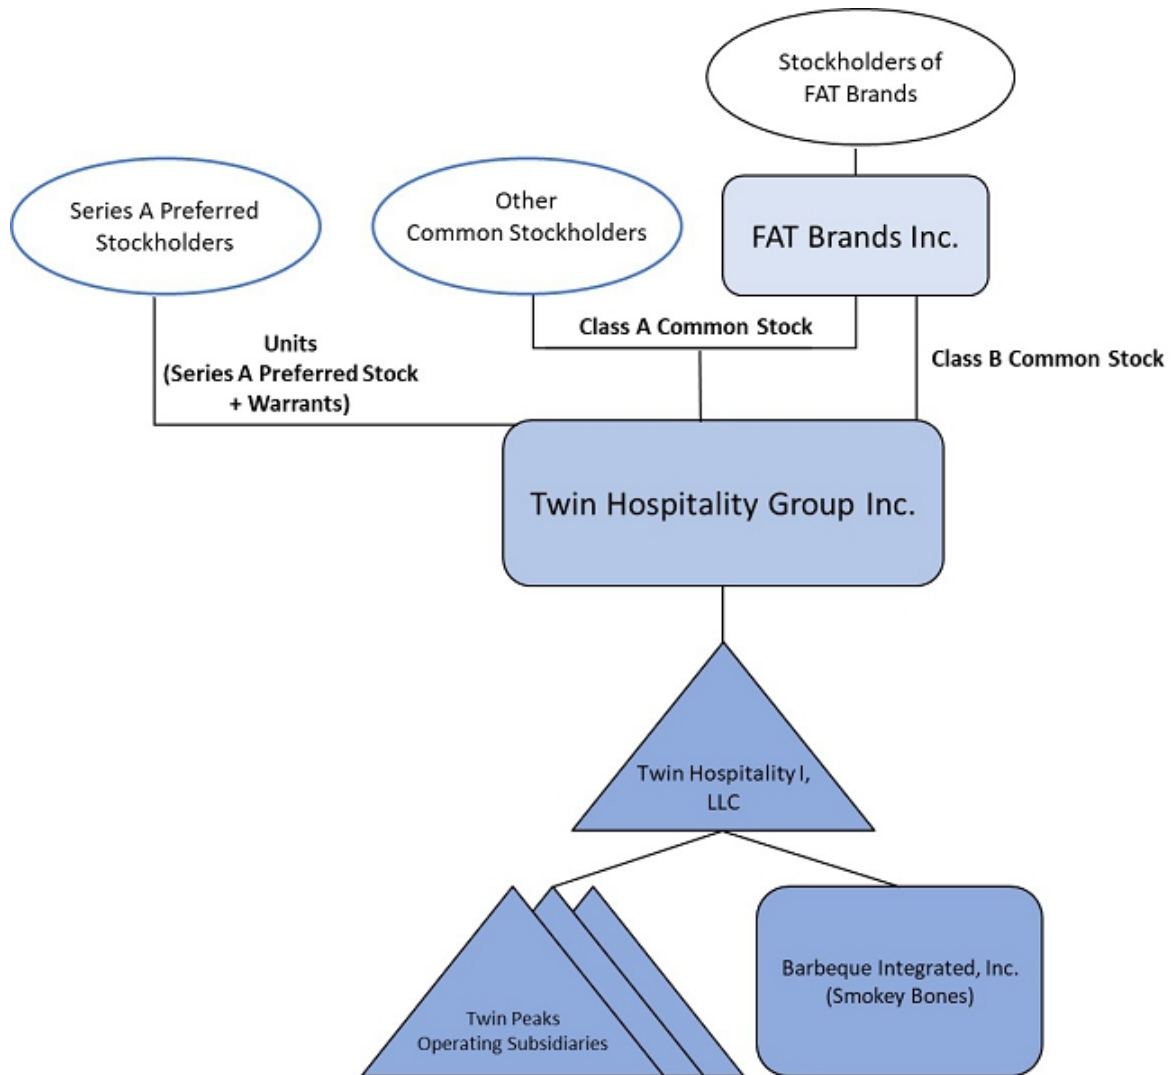 Stockholders of
FAT Brands
Series A Preferred
Stockholders
Other
Common Stockholders
FAT Brands Inc.
Class A Common Stock
Units
(Series A Preferred Stock
+ Warrants)
Class B Common Stock
Twin Hospitality Group Inc.
Twin Hospitality I,
LLC
Twin Peaks
Operating Subsidiaries
Barbeque Integrated, Inc.
(Smokey Bones)